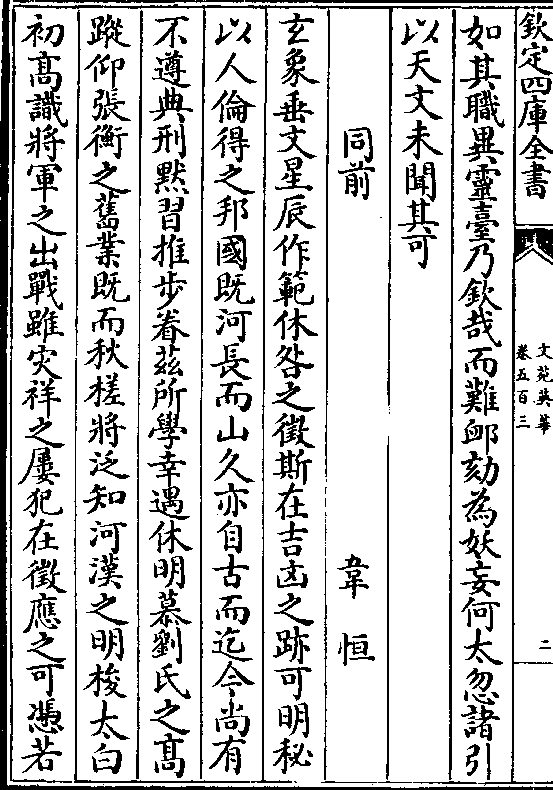 欽定四庫全書
文苑英華
卷五百三
二
如其職異靈臺乃欽哉而難䘏劾為妖妄何太忽諸引
以天文未聞其可
同前
韋恒
玄象垂文星辰作範休咎之徵斯在吉凶之跡可明秘
以人倫得之邦國既河長而山久亦自古而迄今尚有
不遵典刑黙習推步眷茲所學幸遇休明慕劉氏之髙
蹤仰張衡之舊業既而秋槎將泛知河漢之明梭太白
初髙識將軍之出戰雖灾祥之屢犯在徵應之可憑若